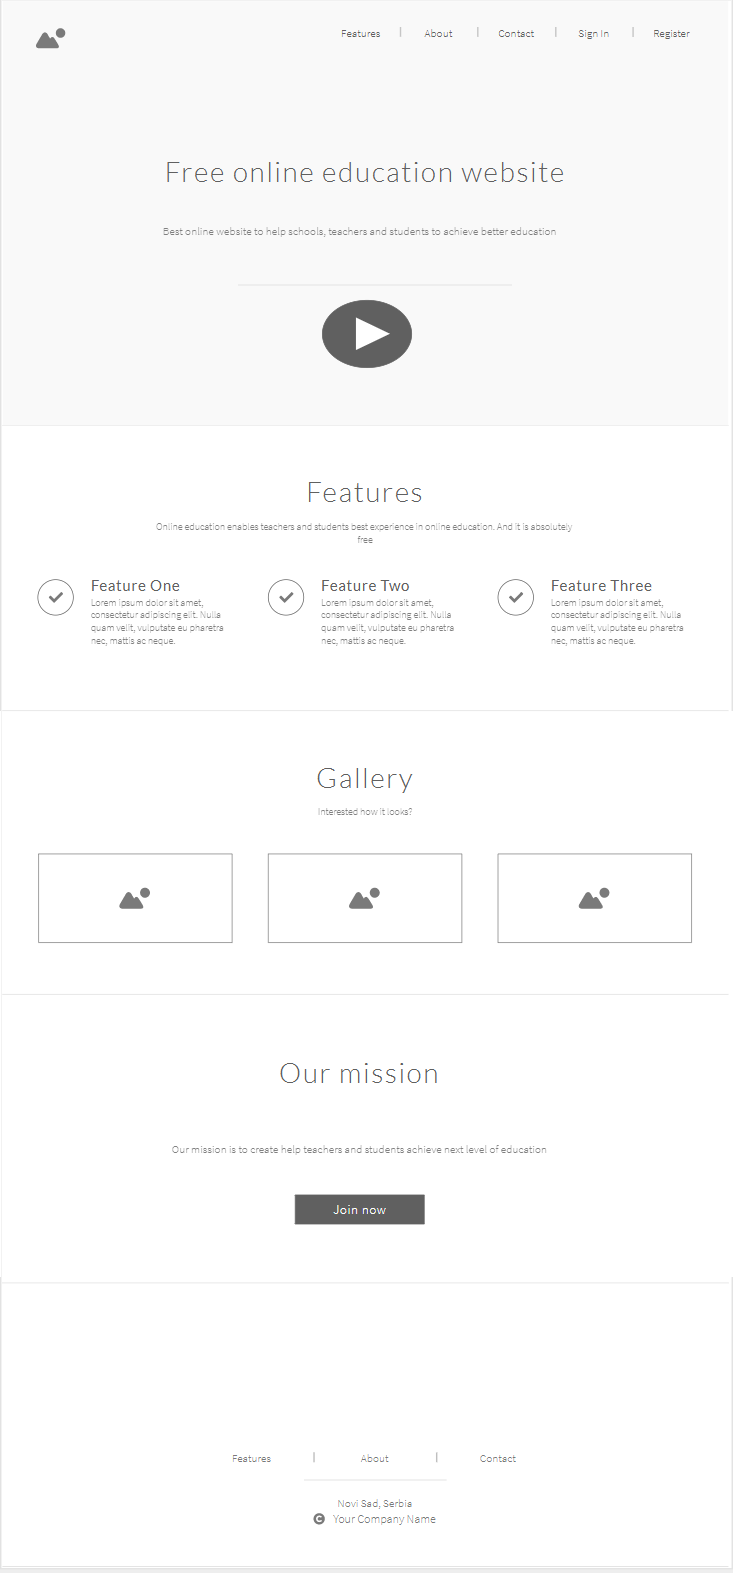 Features | About | Contact | Sign In | Register
Free online education website
Best online website to help schools, teachers and students to achieve better education
Features
Online education enables teachers and students best experience in online education. And it is absolutely
free
Feature One
Lorem ipsum dolor sit amet,
consectetur adipiscing elit. Nulla
quam velit, vulputate eu pharetra
nec, mattis ac neque.
Feature Two
Lorem ipsum dolor sit amet,
consectetur adipiscing elit. Nulla
quam velit, vulputate eu pharetra
nec, mattis ac neque.
Feature Three
Lorem ipsum dolor sit amet,
consectetur adipiscing elit. Nulla
quam velit, vulputate eu pharetra
nec, mattis ac neque.
Gallery
Interested how it looks?
Our mission
Our mission is to create help teachers and students achieve next level of education
Join now
Features | About | Contact
Novi Sad, Serbia
© Your Company Name